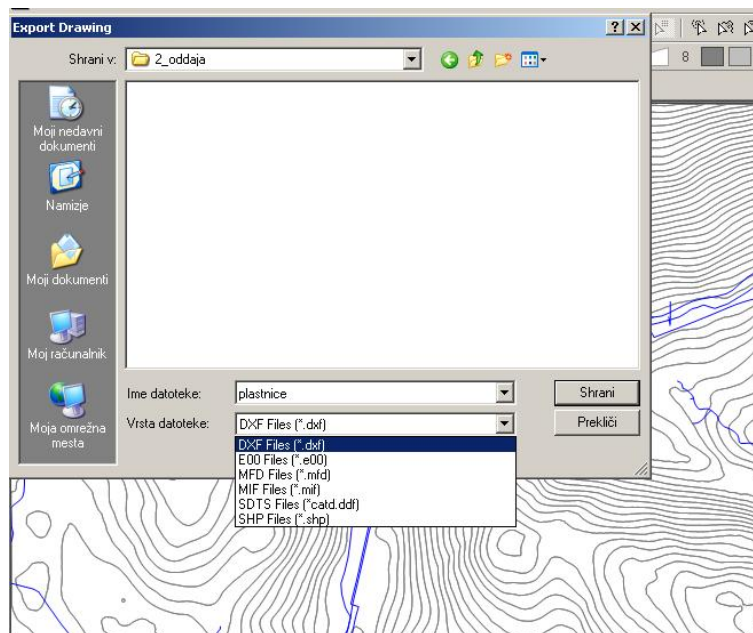 Export Drawing
Shrani v:
2_oddaja
8
Moji nedavni
dokumenti
Namizje
Moji dokumenti
Moj računalnik
Moja omrežna
mesta
Ime datoteke:
plastnice
Shrani
Vrsta datoteke:
DXF Files (*.dxf)
Prekliči
DXF Files (*.dxf)
E00 Files (*.e00)
MFD Files (*.mfd)
MIF Files (*.mif)
SDTS Files (*catd.ddf)
SHP Files (*.shp)